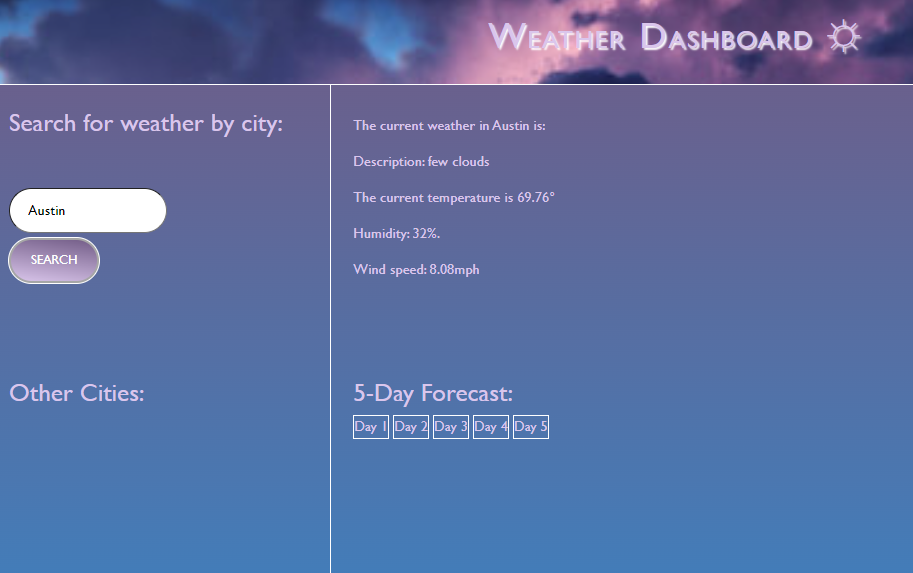 Weather Dashboard
Search for weather by city:
Austin
SEARCH
The current weather in Austin is:
Description: few clouds
The current temperature is 69.76°
Humidity: 32%.
Wind speed: 8.08mph
Other Cities:
5-Day Forecast:
Day 1 Day 2 Day 3 Day 4 Day 5